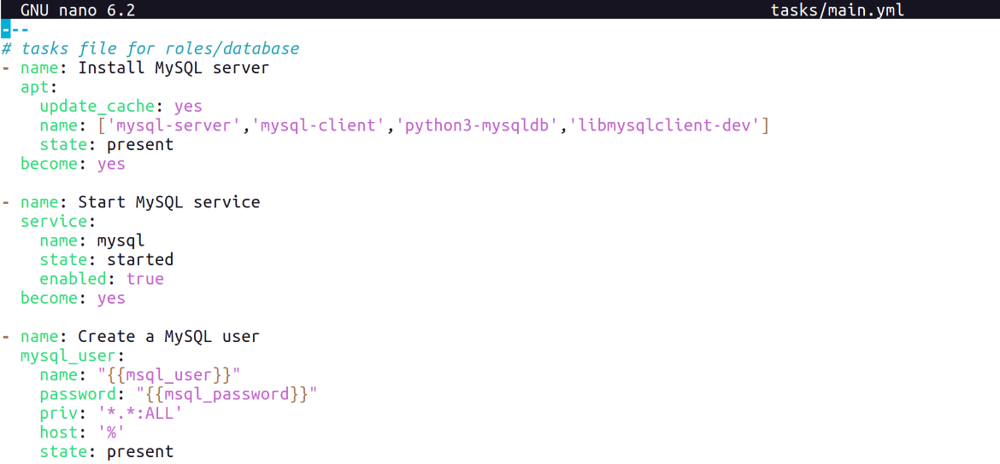 GNU nano 6.2 tasks/main.yml
---
# tasks file for roles/database
- name: Install MySQL server
  apt:
    update_cache: yes
    name: ['mysql-server','mysql-client','python3-mysqldb','libmysqlclient-dev']
    state: present
  become: yes

- name: Start MySQL service
  service:
    name: mysql
    state: started
    enabled: true
  become: yes

- name: Create a MySQL user
  mysql_user:
    name: "{{msql_user}}"
    password: "{{msql_password}}"
    priv: '*.*:ALL'
    host: '%'
    state: present